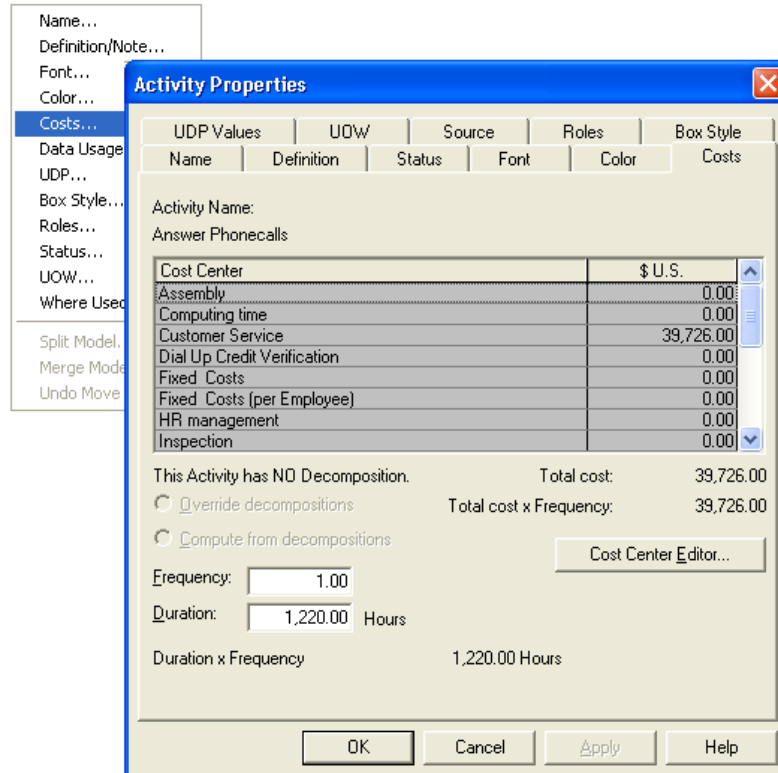 Name...
Definition/Note...
Font...
Color...
Costs...
Data Usage
UDP...
Box Style...
Roles...
Status...
UOW...
Where Used
Split Model.
Merge Mode
Undo Move
Activity Properties
UDP Values UOW Source Roles Box Style
Name Definition Status Font Color Costs
Activity Name:
Answer Phonecalls
Cost Center $ U.S.
Assembly 0.00
Computing time 0.00
Customer Service 39,726.00
Dial Up Credit Verification 0.00
Fixed Costs 0.00
Fixed Costs (per Employee) 0.00
HR management 0.00
Inspection 0.00
This Activity has NO Decomposition. Total cost: 39,726.00
Override decompositions Total cost x Frequency: 39,726.00
Compute from decompositions
Cost Center Editor...
Frequency: 1.00
Duration: 1,220.00 Hours
Duration x Frequency 1,220.00 Hours
OK Cancel Apply Help